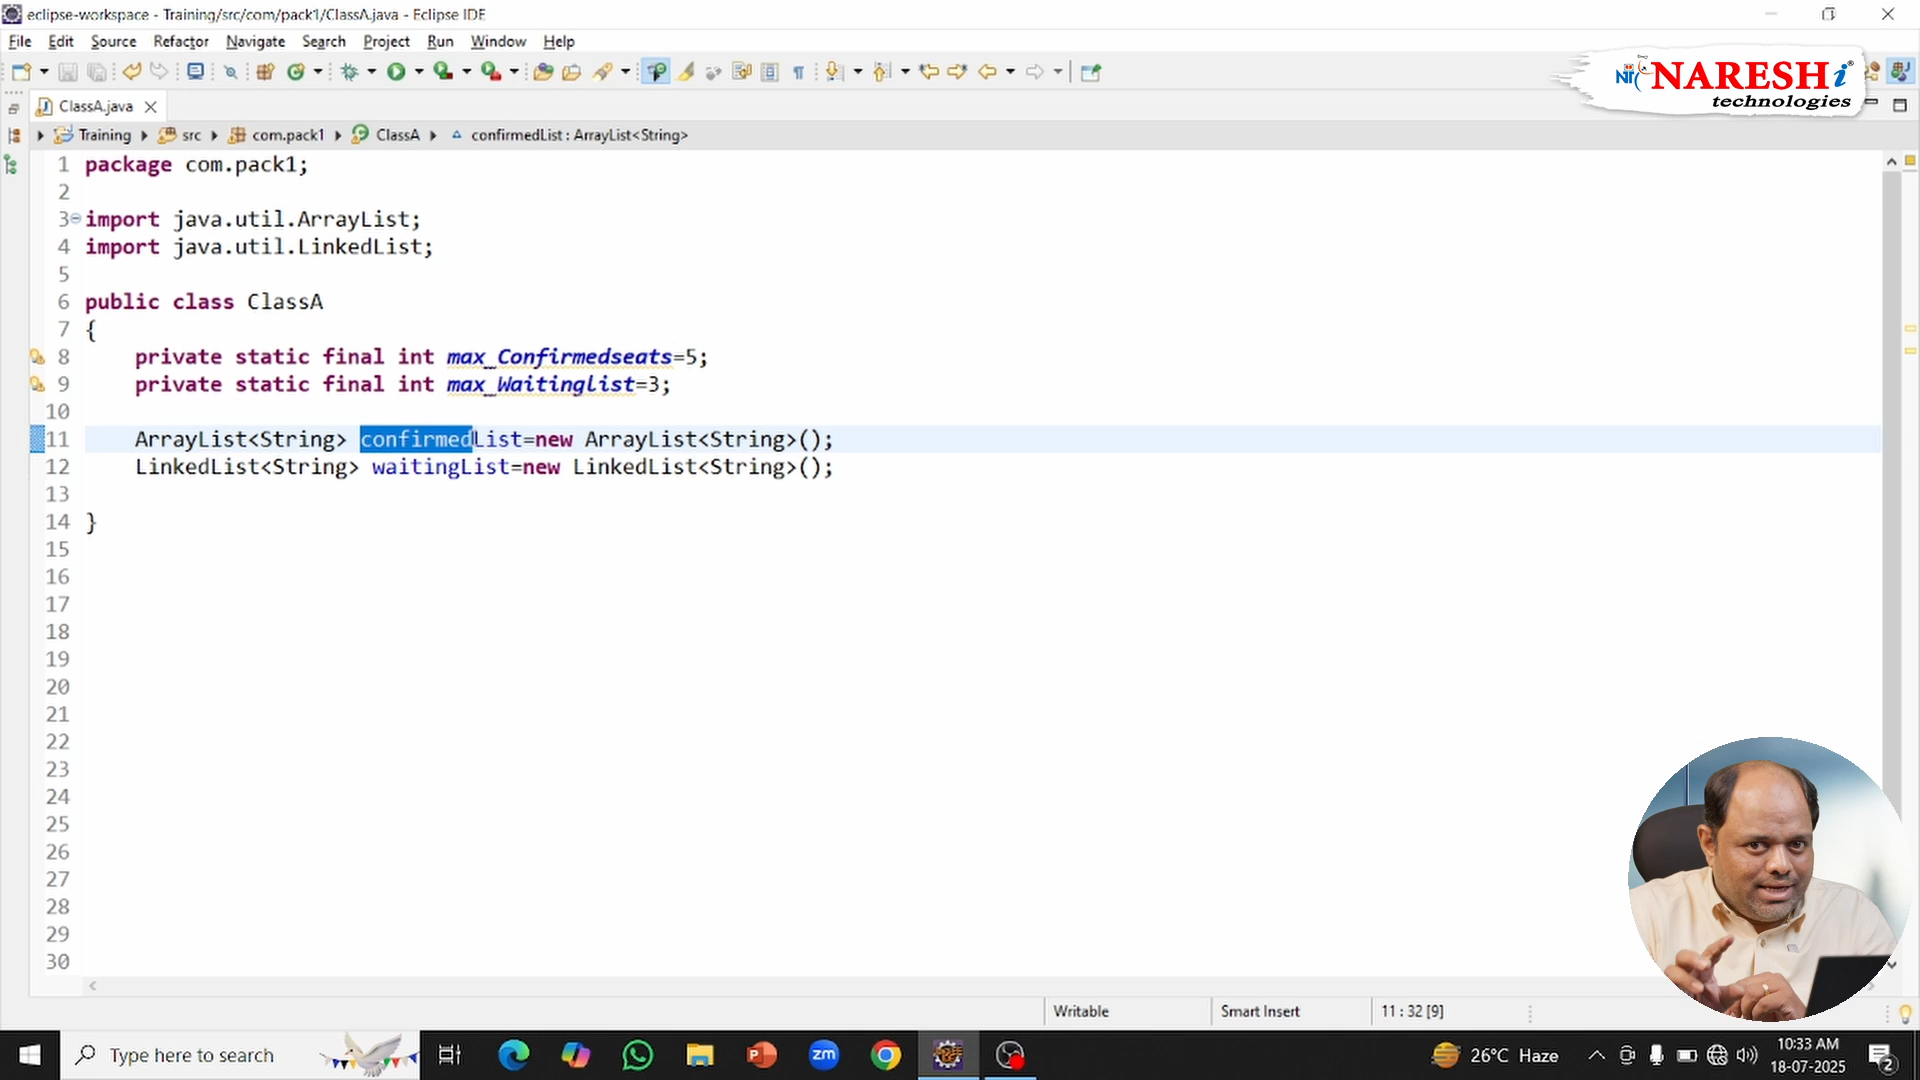 eclipse-workspace - Training/src/com/pack1/ClassA.java - Eclipse IDE
File Edit Source Refactor Navigate Search Project Run Window Help
NARESH i
technologies
ClassA.java
Training src com.pack1 ClassA confirmedList : ArrayList<String>
1 package com.pack1;
2
3 import java.util.ArrayList;
4 import java.util.LinkedList;
5
6 public class ClassA
7 {
8 private static final int max_Confirmedseats=5;
9 private static final int max_Waitinglist=3;
10
11 ArrayList<String> confirmedList=new ArrayList<String>();
12 LinkedList<String> waitingList=new LinkedList<String>();
13
14 }
15
16
17
18
19
20
21
22
23
24
25
26
27
28
29
30
Writable Smart Insert 11 : 32 [9]
Type here to search
zm
26°C Haze
10:33 AM
18-07-2025
2